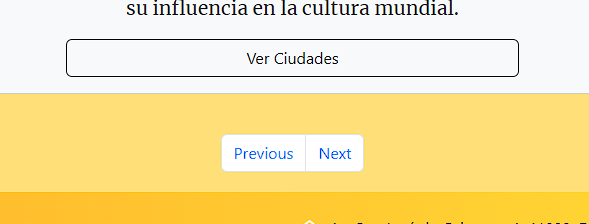 su influencia en la cultura mundial.
Ver Ciudades
Previous Next